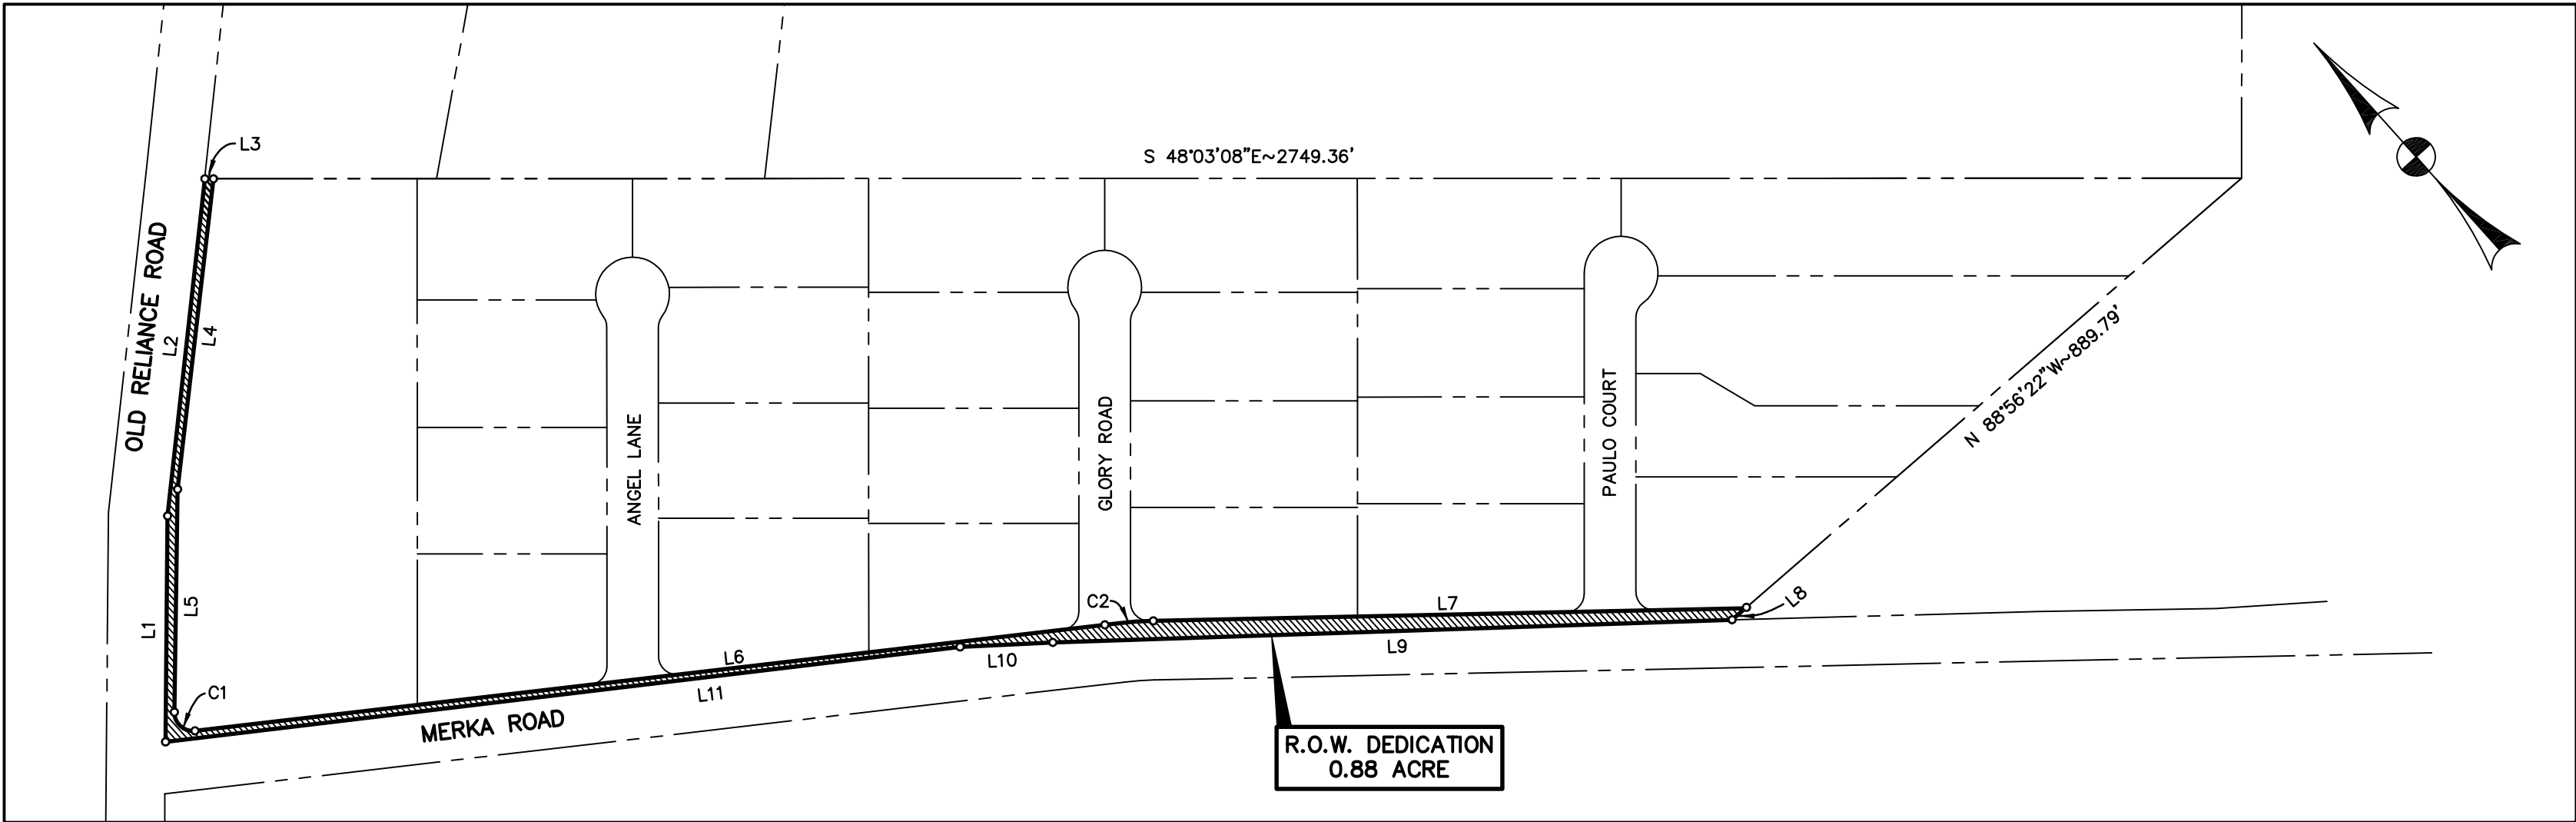 L3
S 48°03'08"E~2749.36'
OLD RELIANCE ROAD
L2
L4
N 88°56'22"W~889.79'
ANGEL LANE
GLORY ROAD
PAULO COURT
L1
L5
C2
L7
L8
L6
L10
L9
C1
L11
MERKA ROAD
R.O.W. DEDICATION
0.88 ACRE